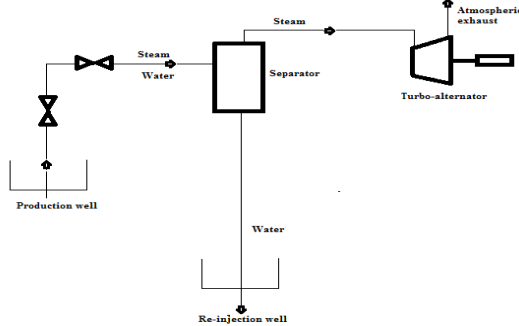 Atmospheric
exhaust
Steam
Steam
Water
Separator
Turbo-alternator
Production well
Water
Re-injection well